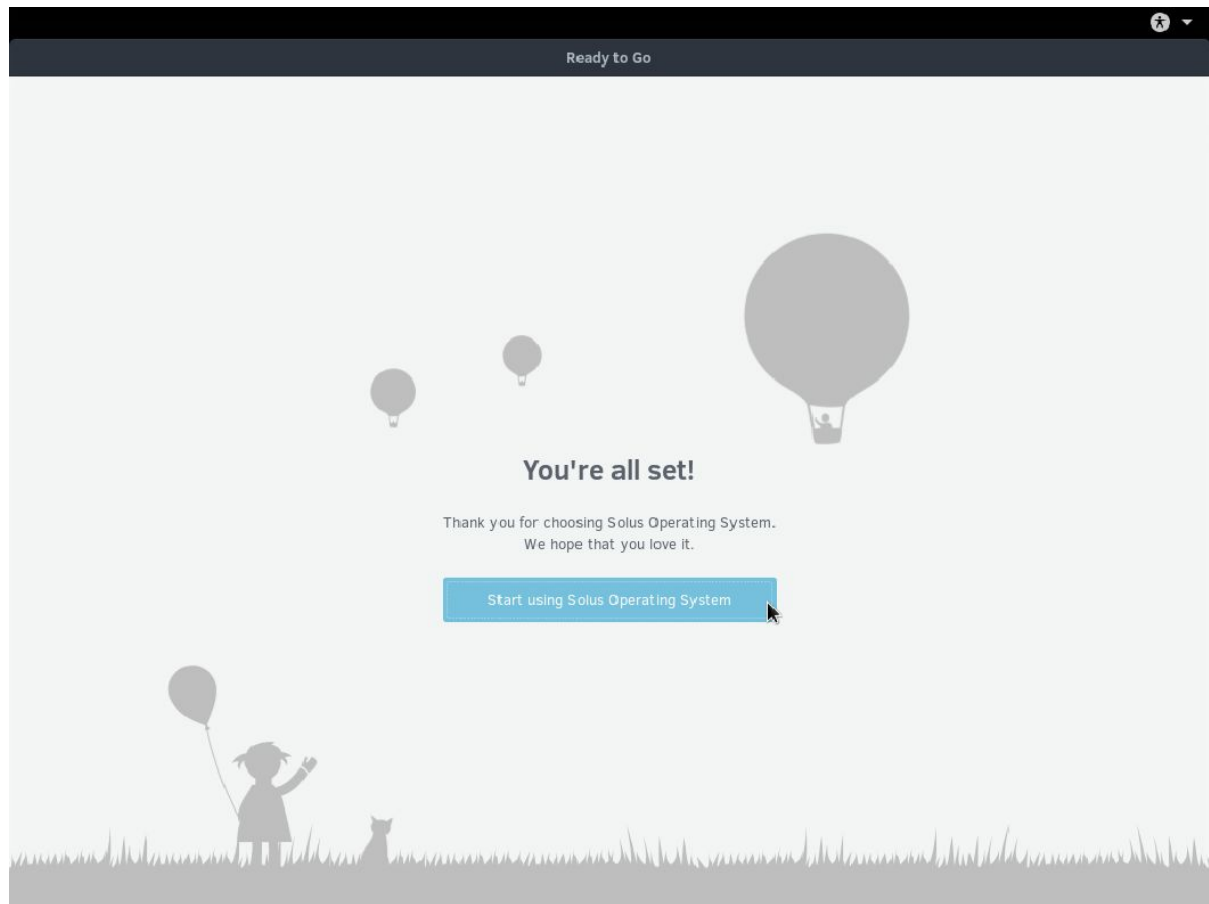 Ready to Go
You're all set!
Thank you for choosing Solus Operating System.
We hope that you love it.
Start using Solus Operating System